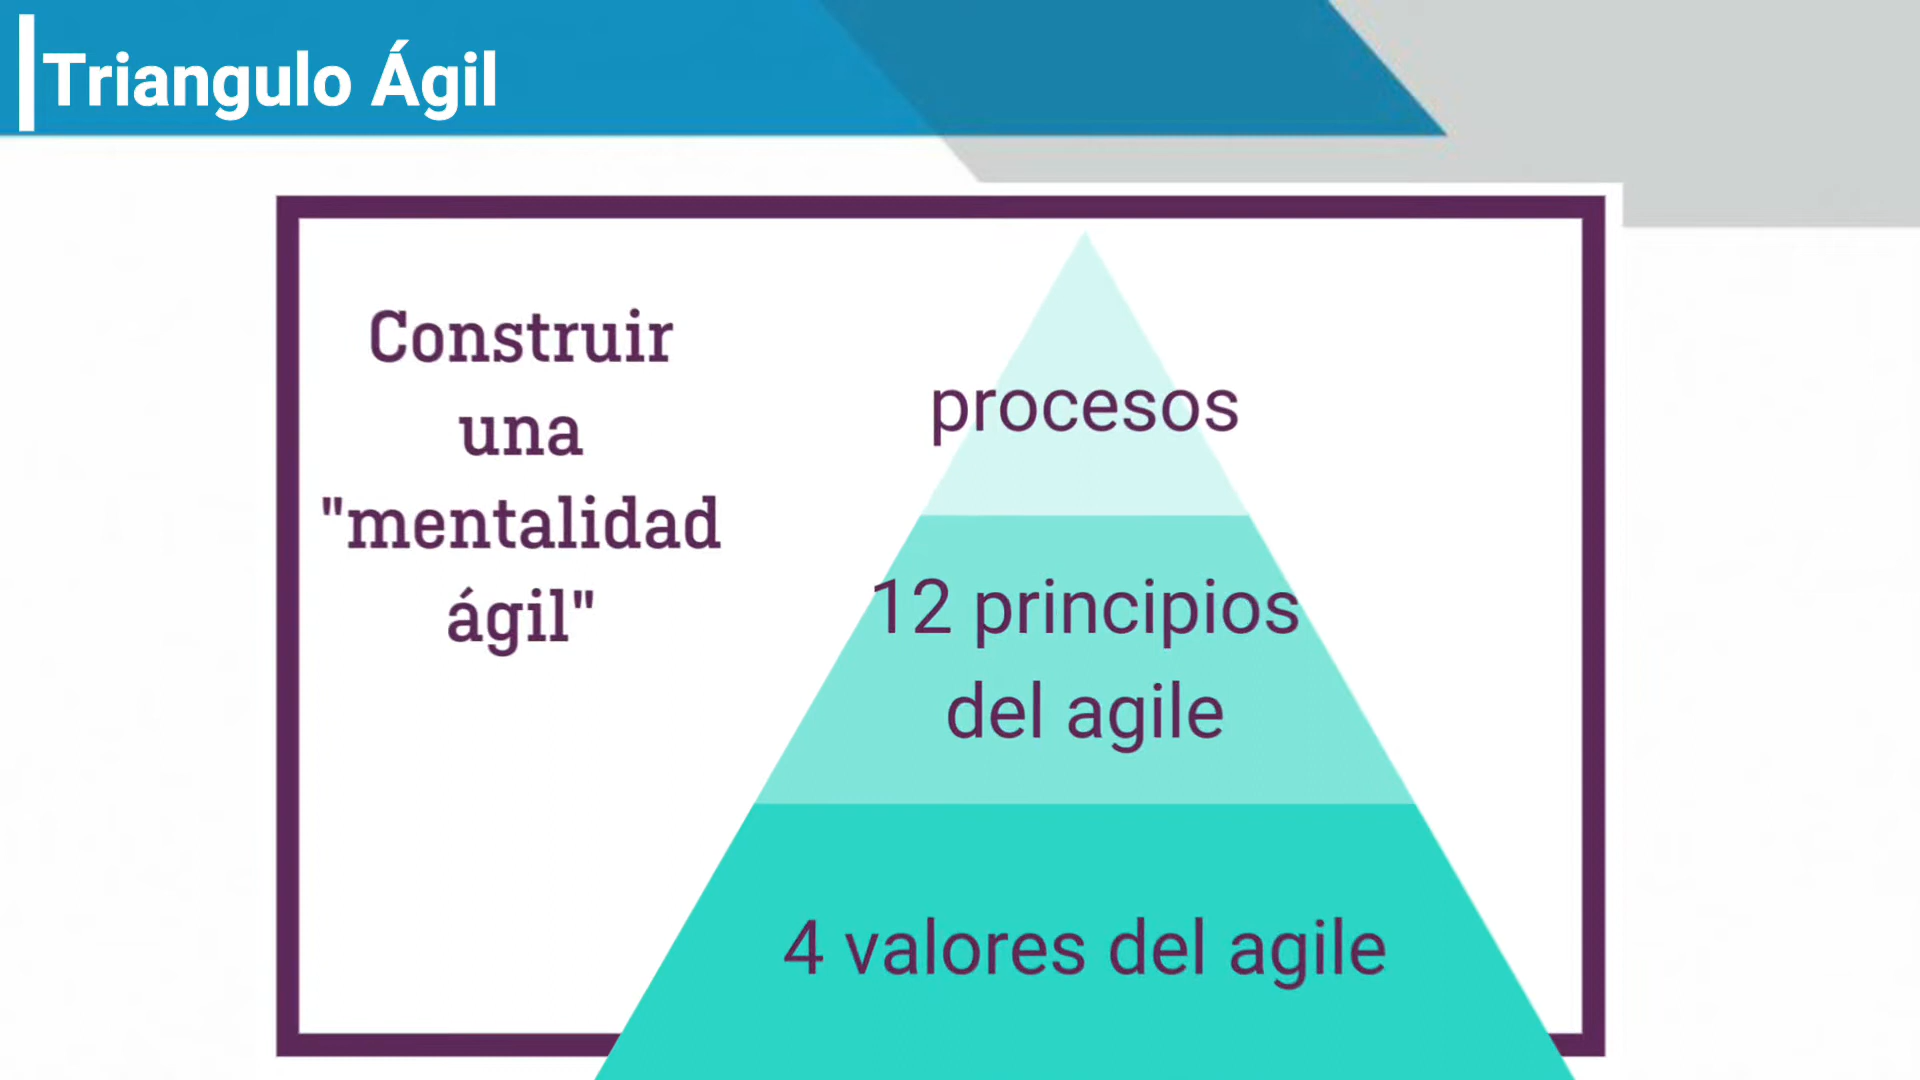 Triangulo Ágil
Construir
una
"mentalidad
ágil"
procesos
12 principios
del agile
4 valores del agile